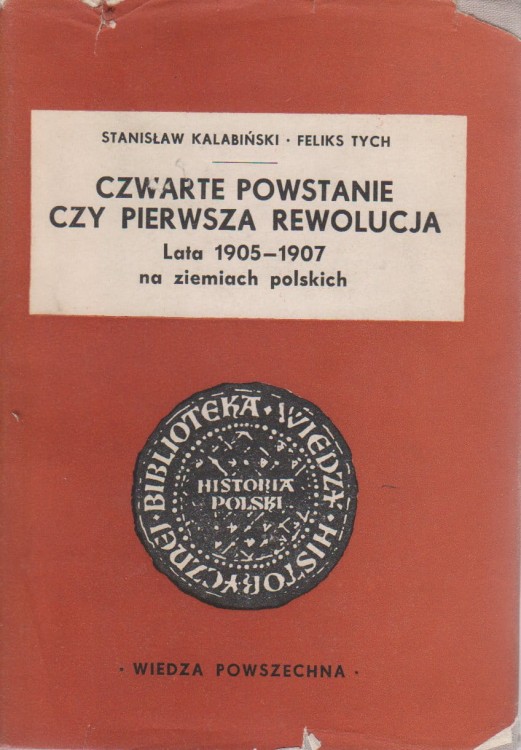 STANISŁAW KALABIŃSKI · FELIKS TYCH
CZWARTE POWSTANIE
CZY PIERWSZA REWOLUCJA
Lata 1905–1907
na ziemiach polskich
BIBLIOTEKA · WIEDZY · HISTORYCZNEJ ·
HISTORIA
POLSKI
· WIEDZA POWSZECHNA ·